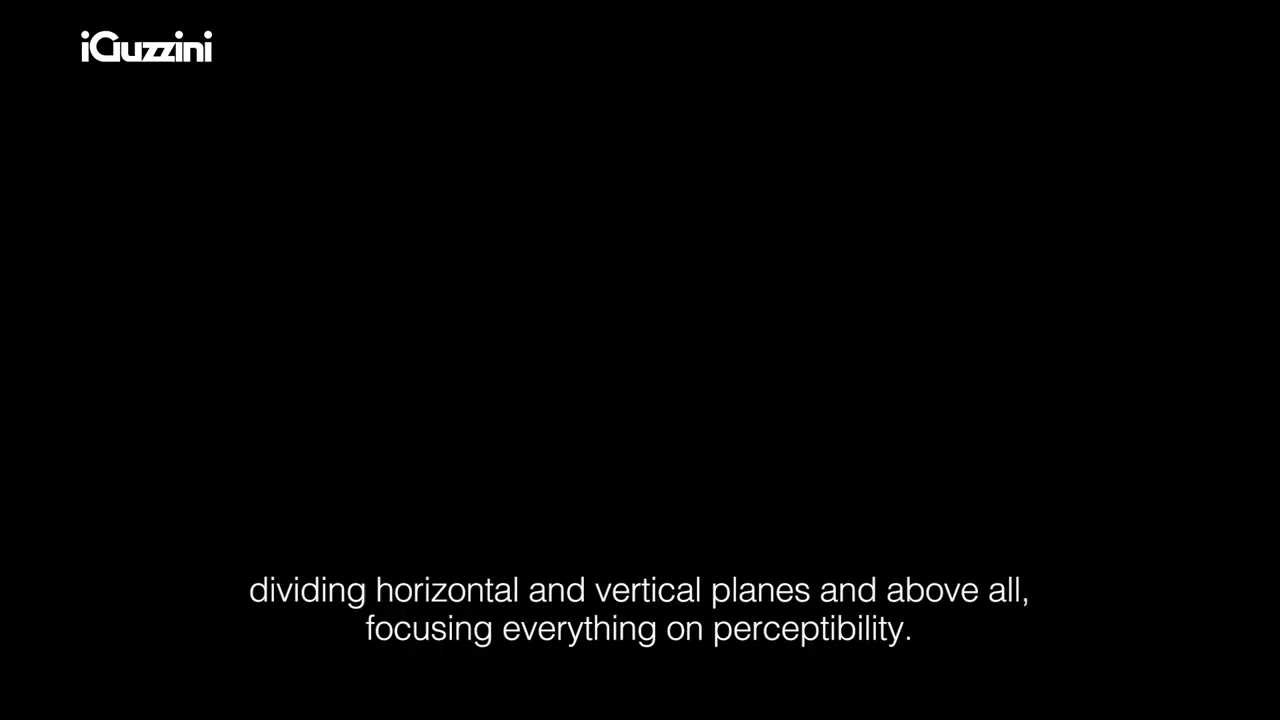 iGuzzini
dividing horizontal and vertical planes and above all,
focusing everything on perceptibility.